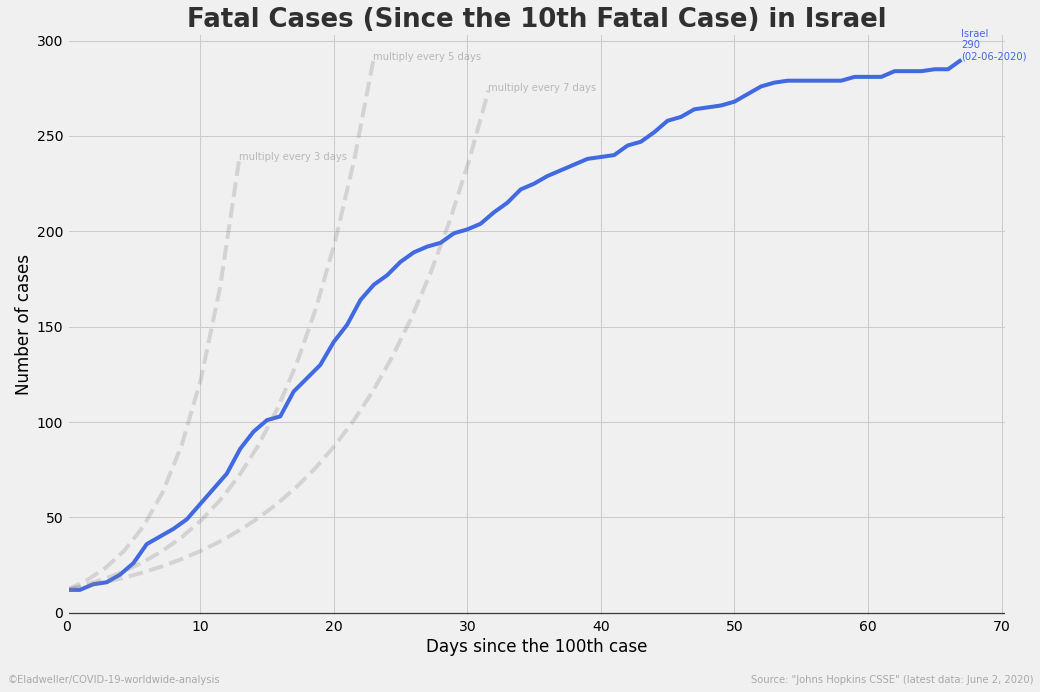 Fatal Cases (Since the 10th Fatal Case) in Israel
Israel
290
(02-06-2020)
multiply every 5 days
multiply every 7 days
multiply every 3 days
300
250
200
150
100
50
0
Number of cases
0 10 20 30 40 50 60 70
Days since the 100th case
©Eladweller/COVID-19-worldwide-analysis
Source: "Johns Hopkins CSSE" (latest data: June 2, 2020)